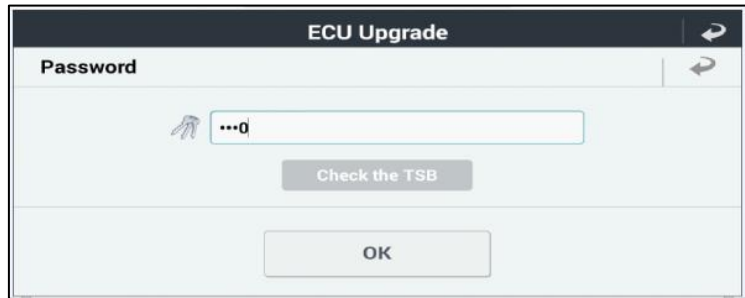 ECU Upgrade
Password
•••0
Check the TSB
OK